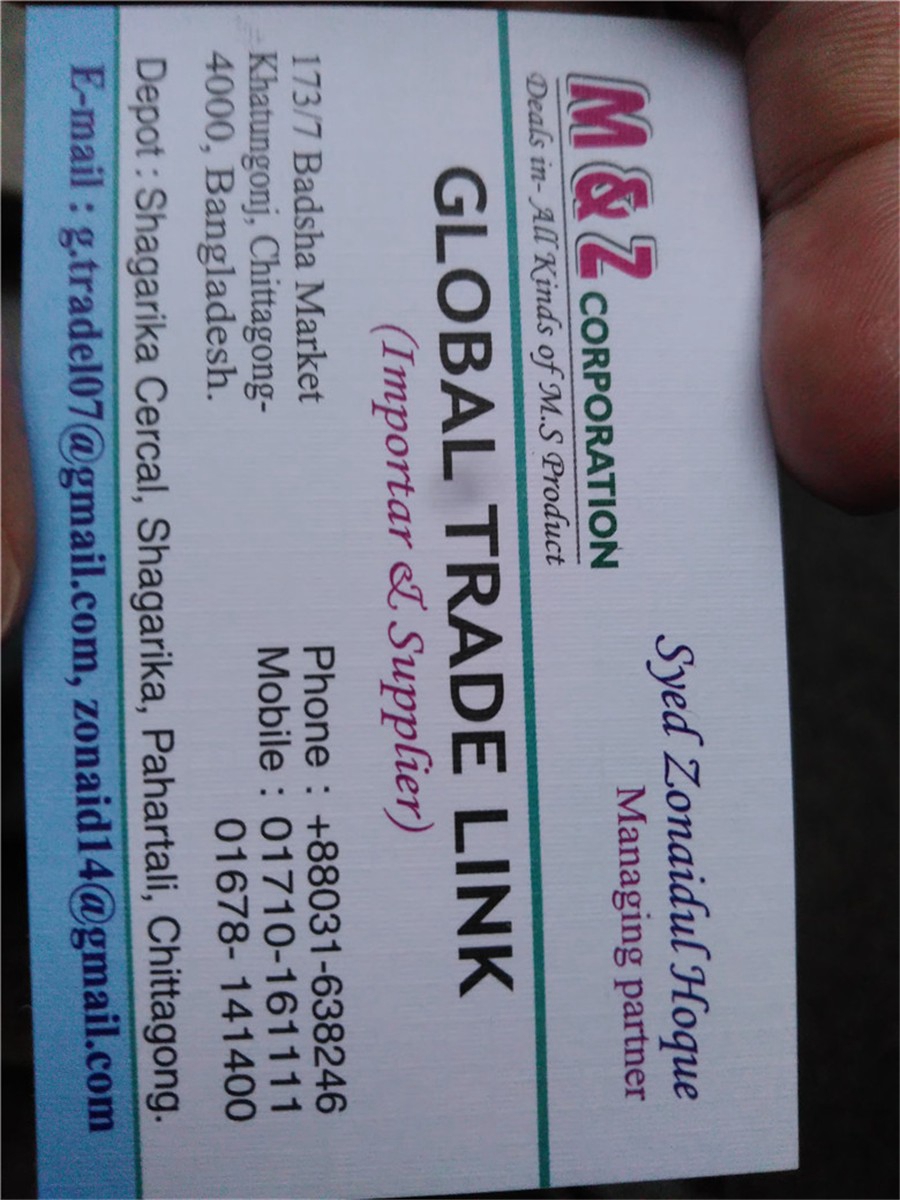 M & Z CORPORATION
Deals in- All Kinds of M.S Product
Syed Zonaidul Hoque
Managing partner
GLOBAL TRADE LINK
(Importar & Supplier)
173/7 Badsha Market
Khatungonj, Chittagong-
4000, Bangladesh.
Phone : +88031-638246
Mobile : 01710-161111
01678- 141400
Depot : Shagarika Cercal, Shagarika, Pahartali, Chittagong.
E-mail : g.tradel07@gmail.com, zonaid14@gmail.com